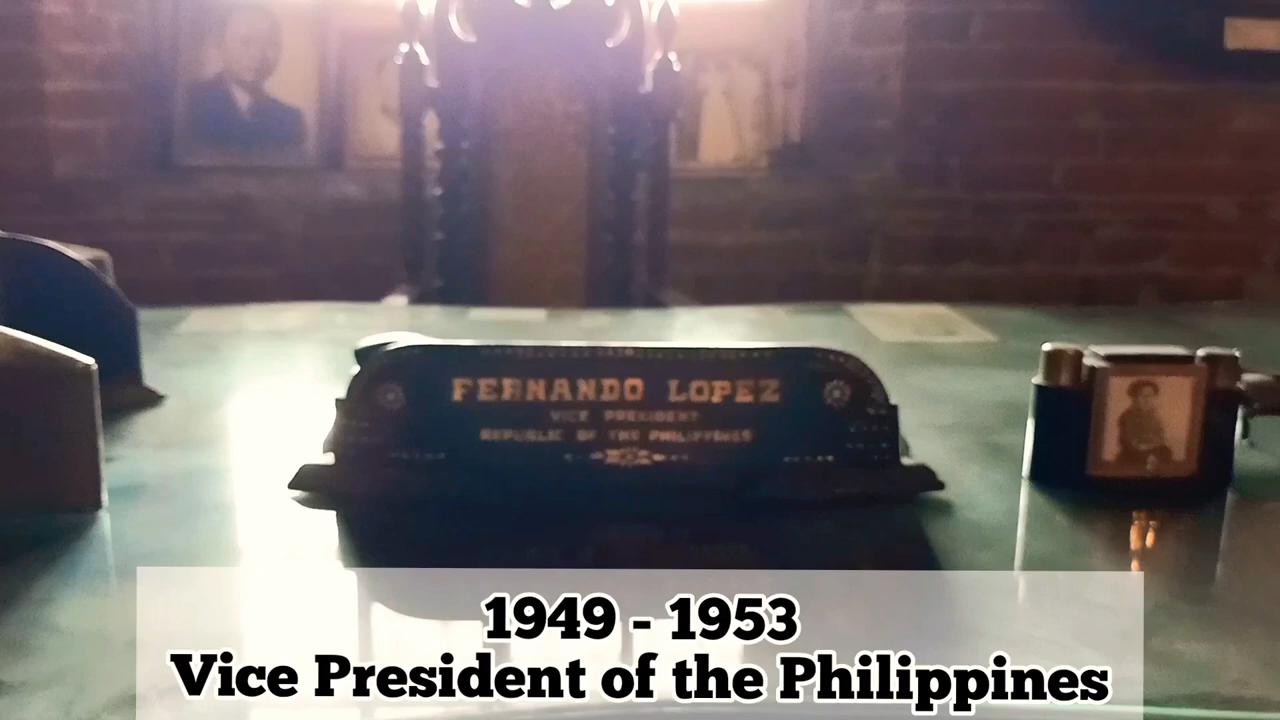 FERNANDO LOPEZ
VICE PRESIDENT
REPUBLIC OF THE PHILIPPINES
1949 - 1953
Vice President of the Philippines